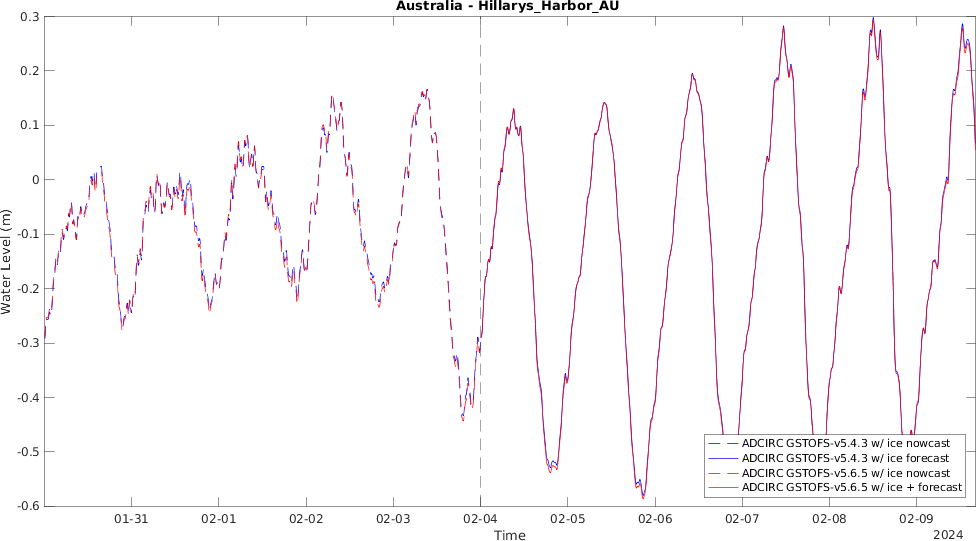 Australia - Hillarys_Harbor_AU
Water Level (m)
0.3
0.2
0.1
0
-0.1
-0.2
-0.3
-0.4
-0.5
-0.6
ADCIRC GSTOFS-v5.4.3 w/ ice nowcast
ADCIRC GSTOFS-v5.4.3 w/ ice forecast
ADCIRC GSTOFS-v5.6.5 w/ ice nowcast
ADCIRC GSTOFS-v5.6.5 w/ ice + forecast
01-31 02-01 02-02 02-03 02-04 02-05 02-06 02-07 02-08 02-09
Time
2024